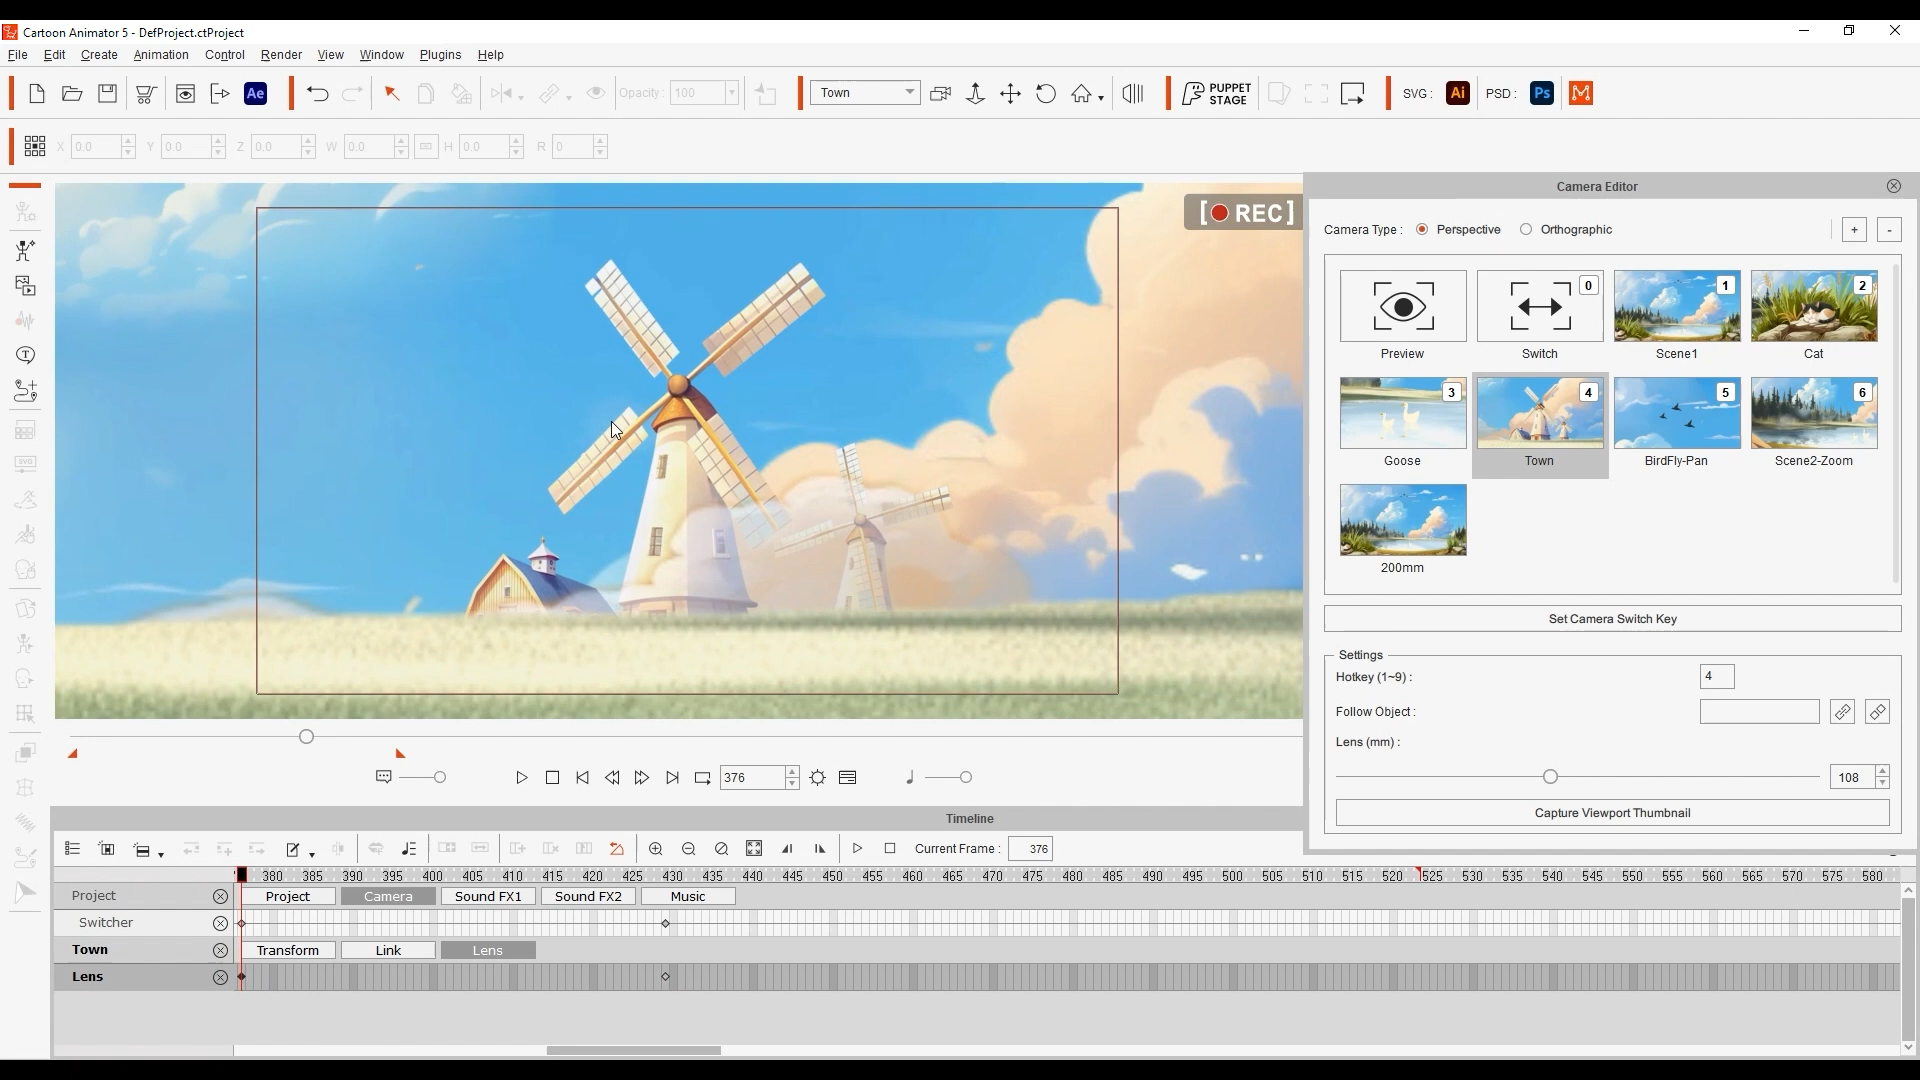 Cartoon Animator 5 - DefProject.ctProject
File Edit Create Animation Control Render View Window Plugins Help
Ae Opacity : 100 Town PUPPET STAGE SVG : Ai PSD : Ps
X 0.0 Y 0.0 Z 0.0 W 0.0 H 0.0 R 0
Camera Editor
[ REC ]
Camera Type : Perspective Orthographic + -
0 1 2
Preview Switch Scene1 Cat
3 4 5 6
Goose Town BirdFly-Pan Scene2-Zoom
200mm
Set Camera Switch Key
Settings
Hotkey (1~9) : 4
Follow Object :
Lens (mm) :
108
Capture Viewport Thumbnail
376
Timeline
Current Frame : 376
380 385 390 395 400 405 410 415 420 425 430 435 440 445 450 455 460 465 470 475 480 485 490 495 500 505 510 515 520 525 530 535 540 545 550 555 560 565 570 575 580
Project Project Camera Sound FX1 Sound FX2 Music
Switcher
Town Transform Link Lens
Lens